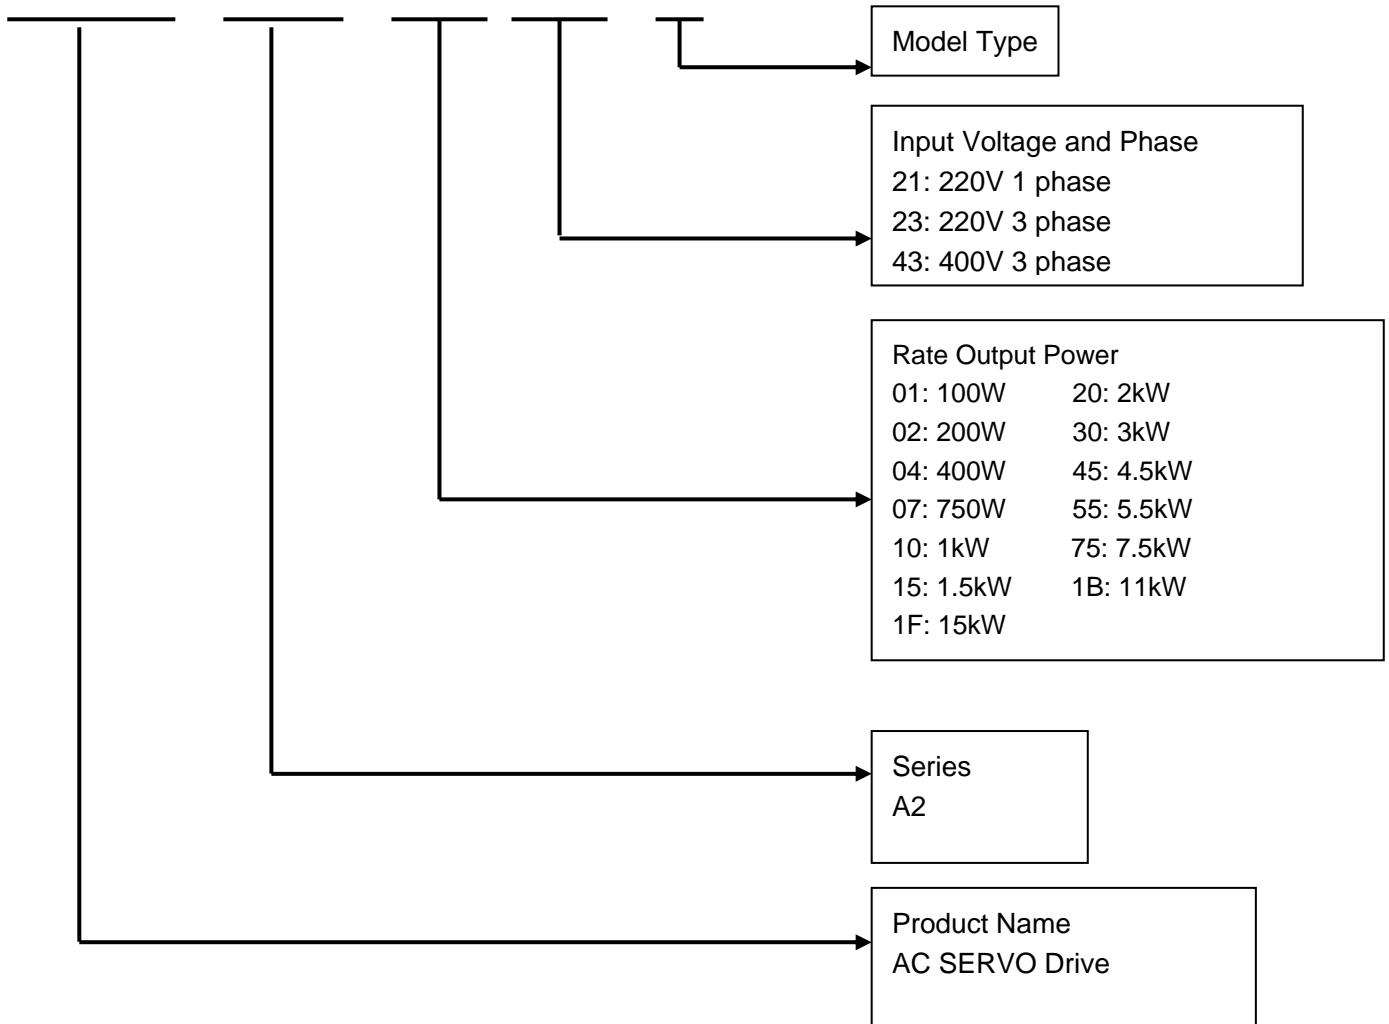 Model Type
Input Voltage and Phase
21: 220V 1 phase
23: 220V 3 phase
43: 400V 3 phase
Rate Output Power
01: 100W 20: 2kW
02: 200W 30: 3kW
04: 400W 45: 4.5kW
07: 750W 55: 5.5kW
10: 1kW 75: 7.5kW
15: 1.5kW 1B: 11kW
1F: 15kW
Series
A2
Product Name
AC SERVO Drive